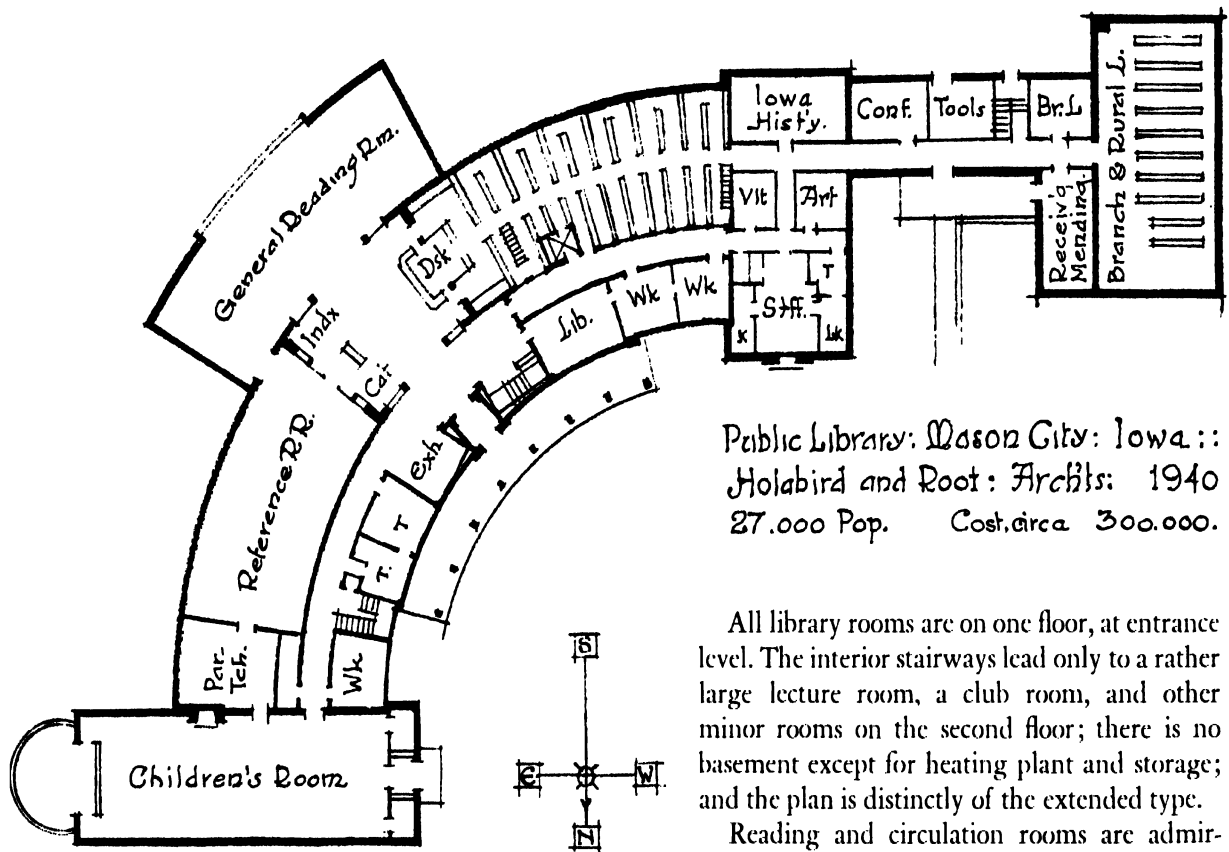 Iowa
Hist'y.
Conf.
Tools
Br.L
Branch & Rural L.
General Reading Rm.
Vlt
Art
Receiv'g
Mending.
Dsk
T
Stff.
Wk
Wk
Lib.
Indx
Cat
Reference R.R.
Exh
T
T.
Par-
Tch.
Wk
Children's Room
S
E
W
N
Public Library: Mason City: Iowa ::
Holabird and Root: Archts: 1940
27.000 Pop. Cost, circa 300.000.
All library rooms are on one floor, at entrance
level. The interior stairways lead only to a rather
large lecture room, a club room, and other
minor rooms on the second floor; there is no
basement except for heating plant and storage;
and the plan is distinctly of the extended type.
Reading and circulation rooms are admir-